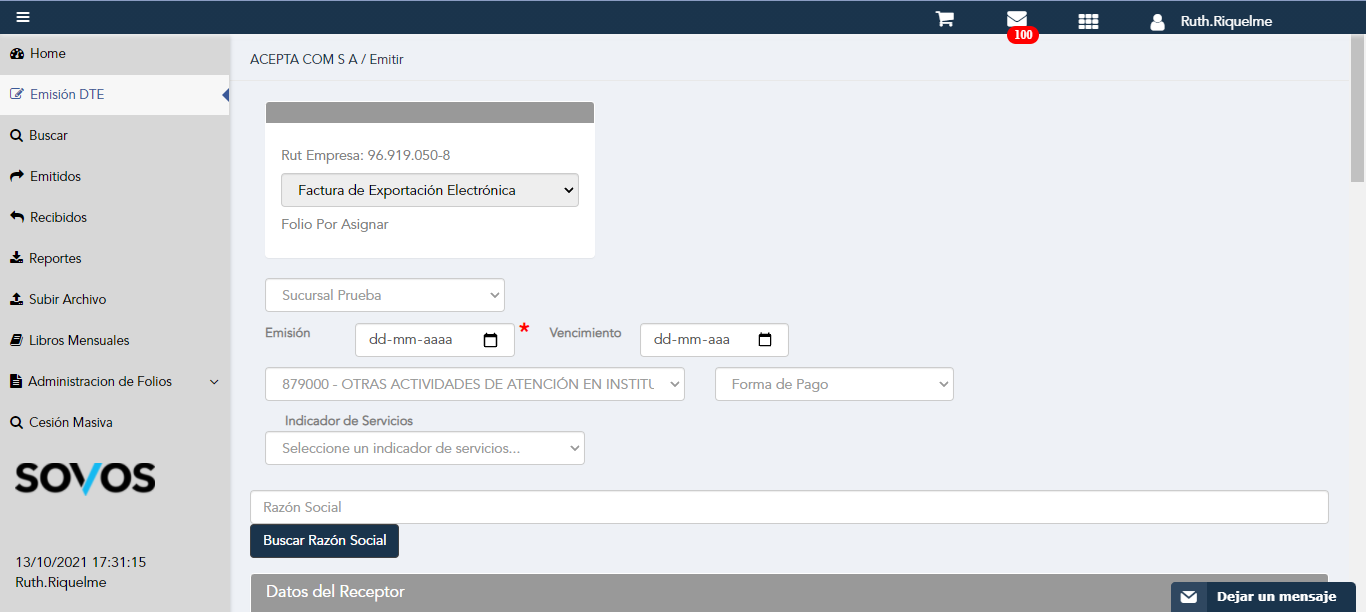 100
Ruth.Riquelme
Home
Emisión DTE
Buscar
Emitidos
Recibidos
Reportes
Subir Archivo
Libros Mensuales
Administracion de Folios
Cesión Masiva
SOVOS
13/10/2021 17:31:15
Ruth.Riquelme
ACEPTA COM S A / Emitir
Rut Empresa: 96.919.050-8
Factura de Exportación Electrónica
Folio Por Asignar
Sucursal Prueba
Emisión dd-mm-aaaa * Vencimiento dd-mm-aaa
879000 - OTRAS ACTIVIDADES DE ATENCIÓN EN INSTITU Forma de Pago
Indicador de Servicios
Seleccione un indicador de servicios...
Razón Social
Buscar Razón Social
Datos del Receptor
Dejar un mensaje